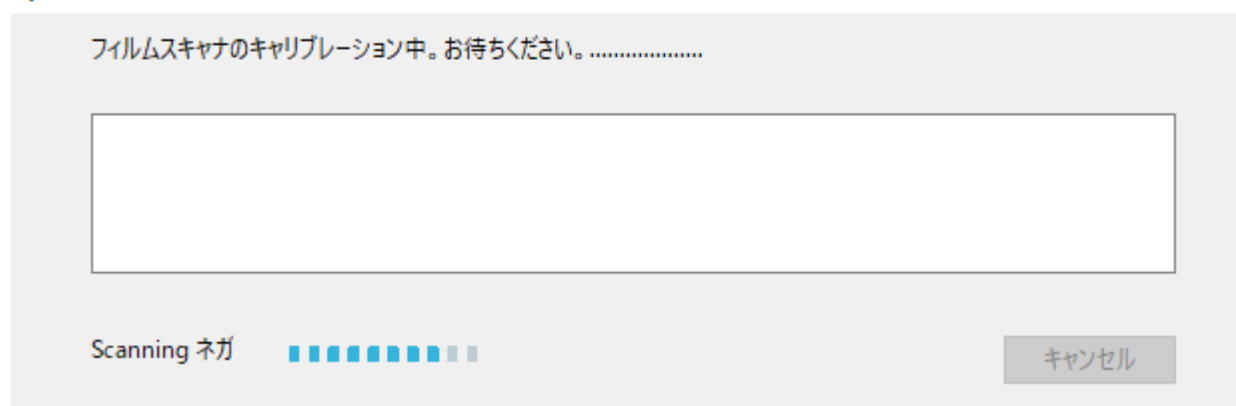 フィルムスキャナのキャリブレーション中。お待ちください。...................
Scanning ネガ
キャンセル